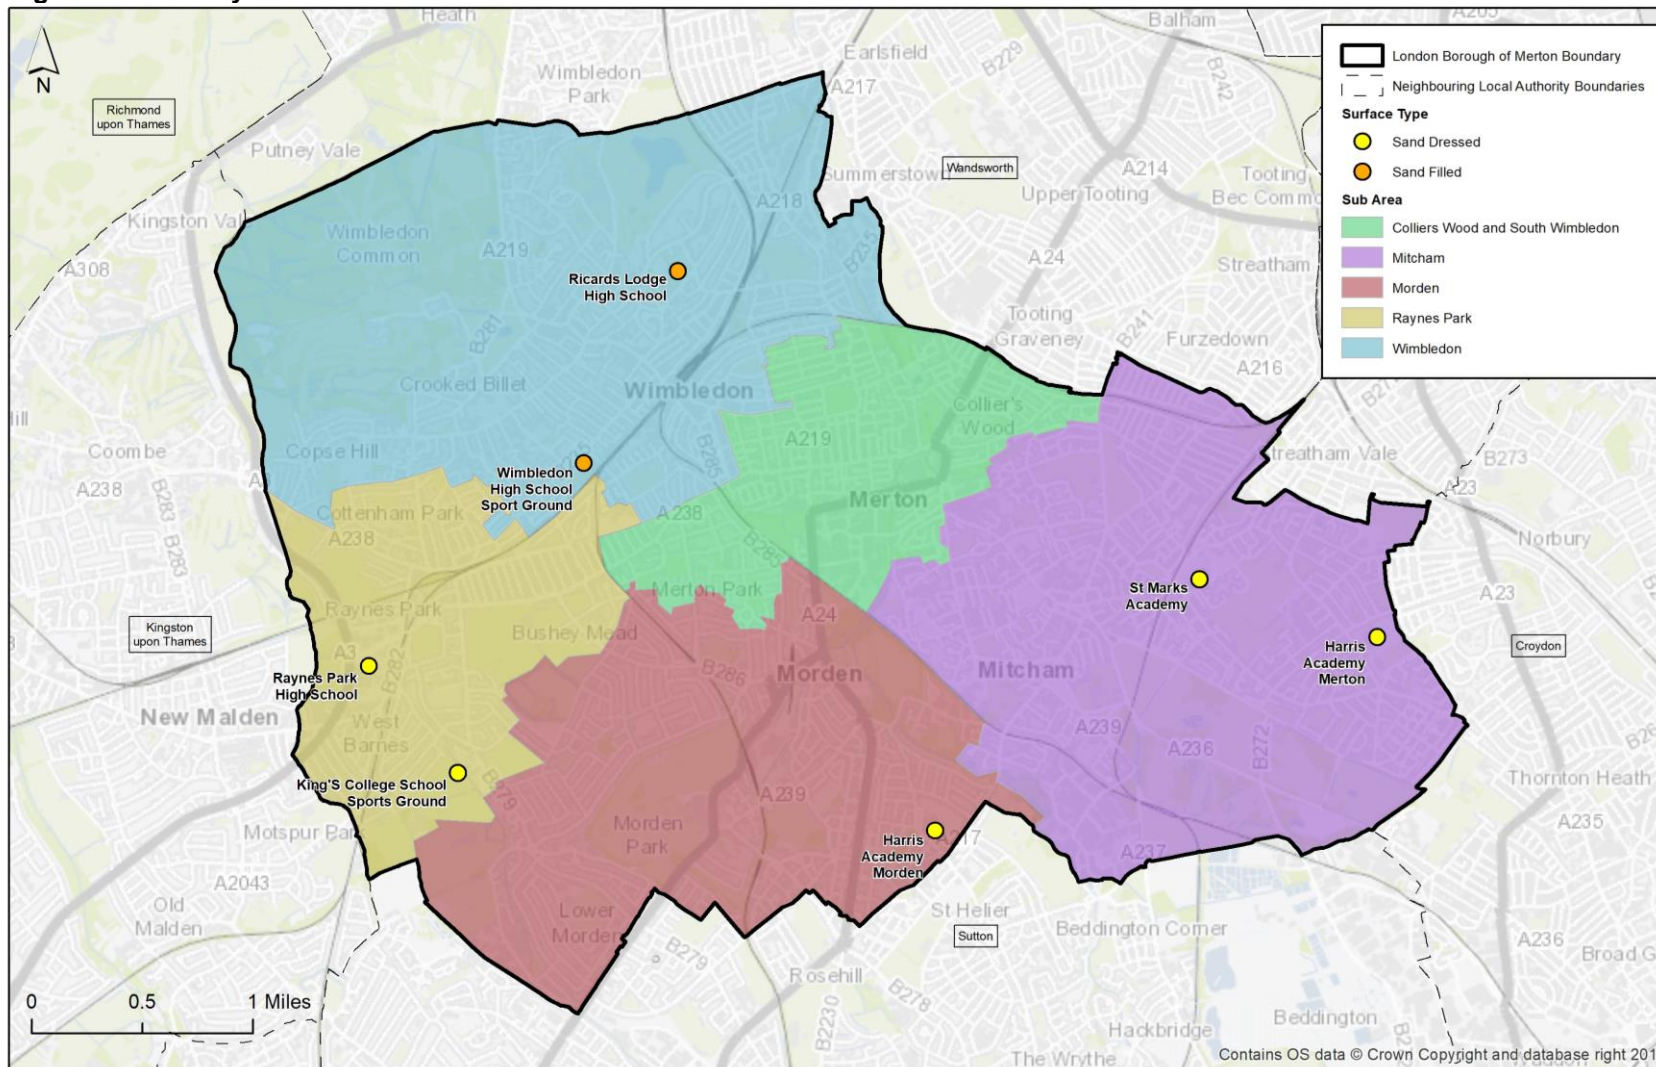 N
Heath
Balham
A205
Earlsfield
B229
Wimbledon
Park
A217
B242
Richmond
upon Thames
Putney Vale
Wandsworth
A214
Summerstown
Upper Tooting
Tooting
Bec Commo
Kingston Val
Wimbledon
Common
A219
A218
B235
A24
Streatham
A308
Ricards Lodge
High School
Tooting
Graveney
B241
Furzedown
A216
B281
Crooked Billet
Wimbledon
Collier's
Wood
Coombe
Copse Hill
A219
B285
treatham Vale
B273
A238
B283
Wimbledon
High School
Sport Ground
Merton
A23
Cottenham Park
A238
A238
B283
B285
Norbury
Merton Park
St Marks
Academy
A23
Raynes Park
Bushey Mead
A24
Kingston
upon Thames
A3
B282
Harris
Academy
Merton
Croydon
Raynes Park
High School
B286
Morden
Mitcham
New Malden
West
Barnes
A239
A236
B272
King'S College School
Sports Ground
B279
A239
Thornton Heath
Motspur Par
Morden
Park
Harris
Academy
Morden
A217
A237
A235
A2043
Old
Malden
Lower
Morden
St Helier
Sutton
Beddington Corner
B279
Rosehill
B278
A236
Broad G
B2230
Hackbridge
Beddington
The Wrythe
0 0.5 1 Miles
London Borough of Merton Boundary
Neighbouring Local Authority Boundaries
Surface Type
Sand Dressed
Sand Filled
Sub Area
Colliers Wood and South Wimbledon
Mitcham
Morden
Raynes Park
Wimbledon
Contains OS data © Crown Copyright and database right 201